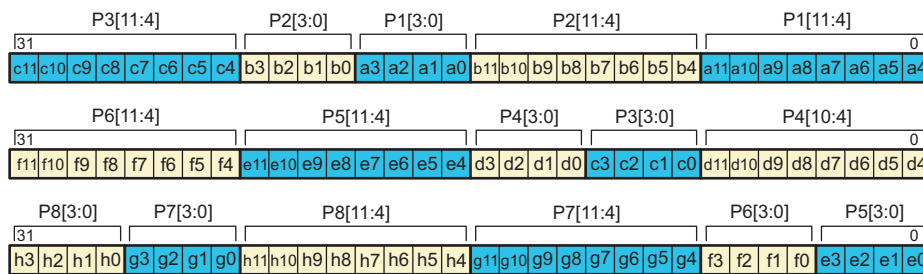 P3[11:4] P2[3:0] P1[3:0] P2[11:4] P1[11:4]
31 0
c11 c10 c9 c8 c7 c6 c5 c4 b3 b2 b1 b0 a3 a2 a1 a0 b11 b10 b9 b8 b7 b6 b5 b4 a11 a10 a9 a8 a7 a6 a5 a4
P6[11:4] P5[11:4] P4[3:0] P3[3:0] P4[10:4]
31 0
f11 f10 f9 f8 f7 f6 f5 f4 e11 e10 e9 e8 e7 e6 e5 e4 d3 d2 d1 d0 c3 c2 c1 c0 d11 d10 d9 d8 d7 d6 d5 d4
P8[3:0] P7[3:0] P8[11:4] P7[11:4] P6[3:0] P5[3:0]
31 0
h3 h2 h1 h0 g3 g2 g1 g0 h11 h10 h9 h8 h7 h6 h5 h4 g11 g10 g9 g8 g7 g6 g5 g4 f3 f2 f1 f0 e3 e2 e1